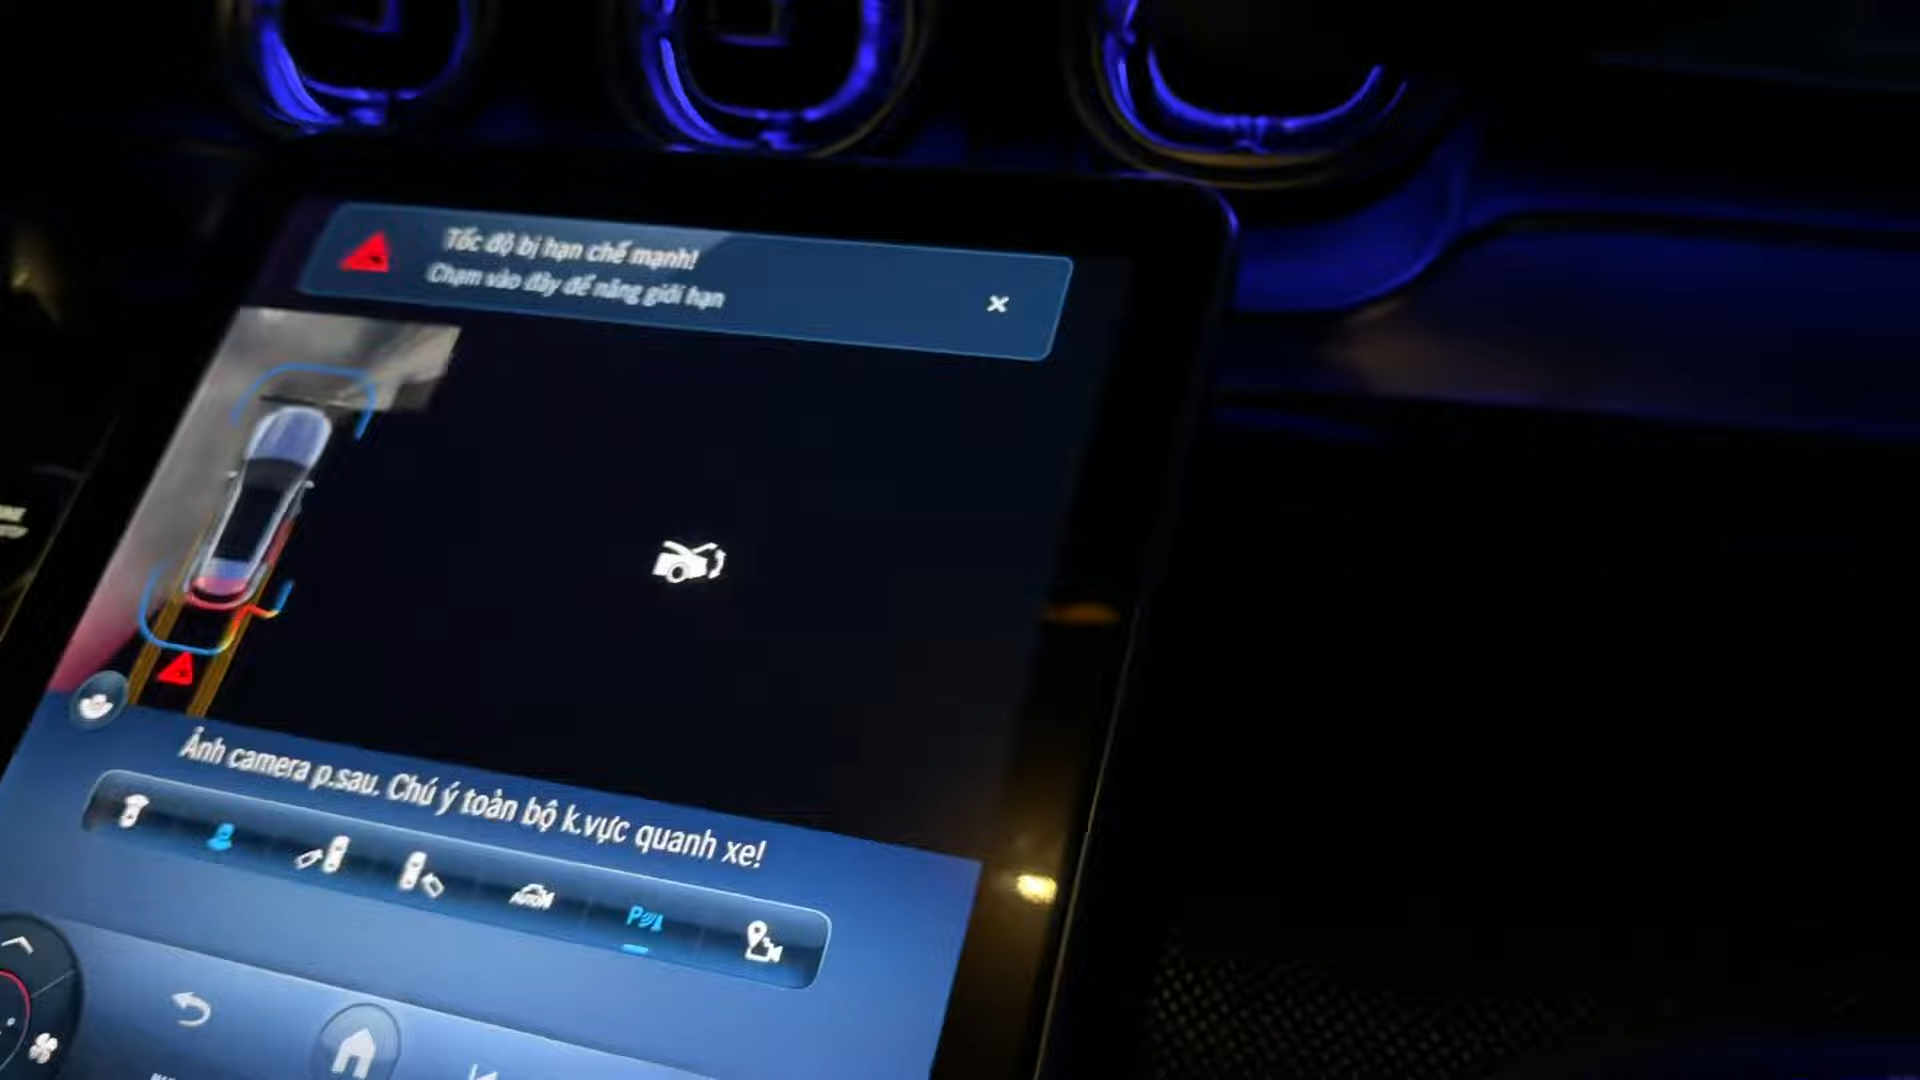 Tốc độ bị hạn chế mạnh!
Chạm vào đây để nâng giới hạn
Ảnh camera p.sau. Chú ý toàn bộ k.vực quanh xe!
AUTO
P